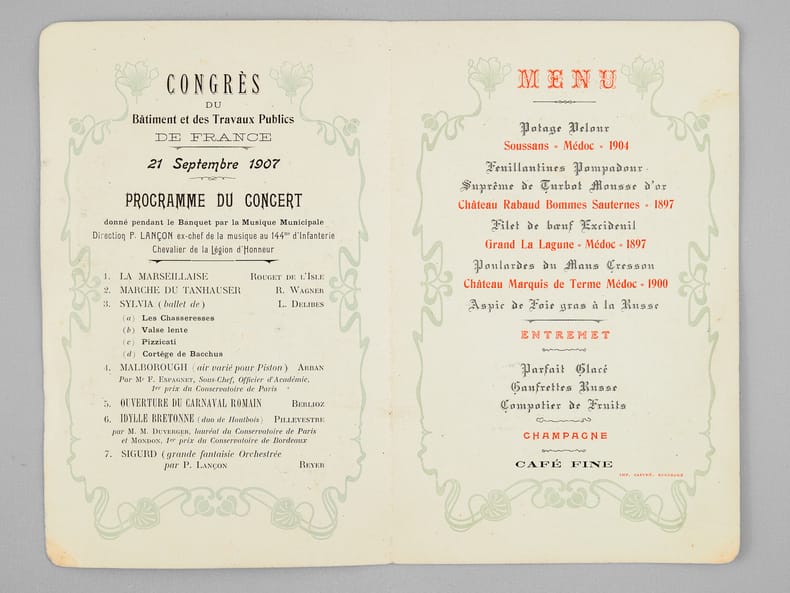 CONGRÈS
DU
Bâtiment et des Travaux Publics
DE FRANCE
21 Septembre 1907
PROGRAMME DU CONCERT
donné pendant le Banquet par la Musique Municipale
Direction P. LANÇON ex-chef de la musique au 144me d'Infanterie
Chevalier de la Légion d'Honneur
1. LA MARSEILLAISE ROUGET DE L'ISLE
2. MARCHE DU TANHAUSER R. WAGNER
3. SYLVIA (ballet de) L. DELIBES
(a) Les Chasseresses
(b) Valse lente
(c) Pizzicati
(d) Cortège de Bacchus
4. MALBOROUGH (air varié pour Piston) ARBAN
Par Mr F. ESPAGNET, Sous-Chef, Officier d'Académie,
1er prix du Conservatoire de Paris
5. OUVERTURE DU CARNAVAL ROMAIN BERLIOZ
6. IDYLLE BRETONNE (duo de Hautbois) PILLEVESTRE
par M. M. DUVERGER, lauréat du Conservatoire de Paris
et MONDON, 1er prix du Conservatoire de Bordeaux
7. SIGURD (grande fantaisie Orchestrée
par P. LANÇON REYER
MENU
Potage Velour
Soussans - Médoc - 1904
Feuillantines Pompadour
Suprême de Turbot Mousse d'or
Château Rabaud Bommes Sauternes - 1897
Filet de bœuf Excideuil
Grand La Lagune - Médoc - 1897
Poulardes du Mans Cresson
Château Marquis de Terme Médoc - 1900
Aspic de Foie gras à la Russe
ENTREMET
Parfait Glacé
Gaufrettes Russe
Compotier de Fruits
CHAMPAGNE
CAFÉ FINE